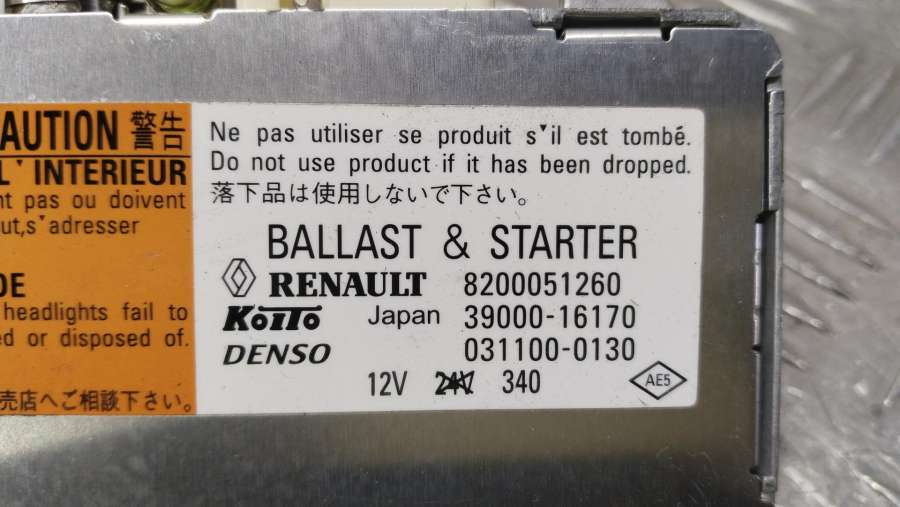 CAUTION 警告
L'INTERIEUR
nt pas ou doivent
ut,s'adresser
DE
headlights fail to
ed or disposed of.
売店へご相談下さい。
Ne pas utiliser se produit s'il est tombé.
Do not use product if it has been dropped.
落下品は使用しないで下さい。
BALLAST & STARTER
RENAULT 8200051260
KOITO Japan 39000-16170
DENSO 031100-0130
12V 24V 340 AE5